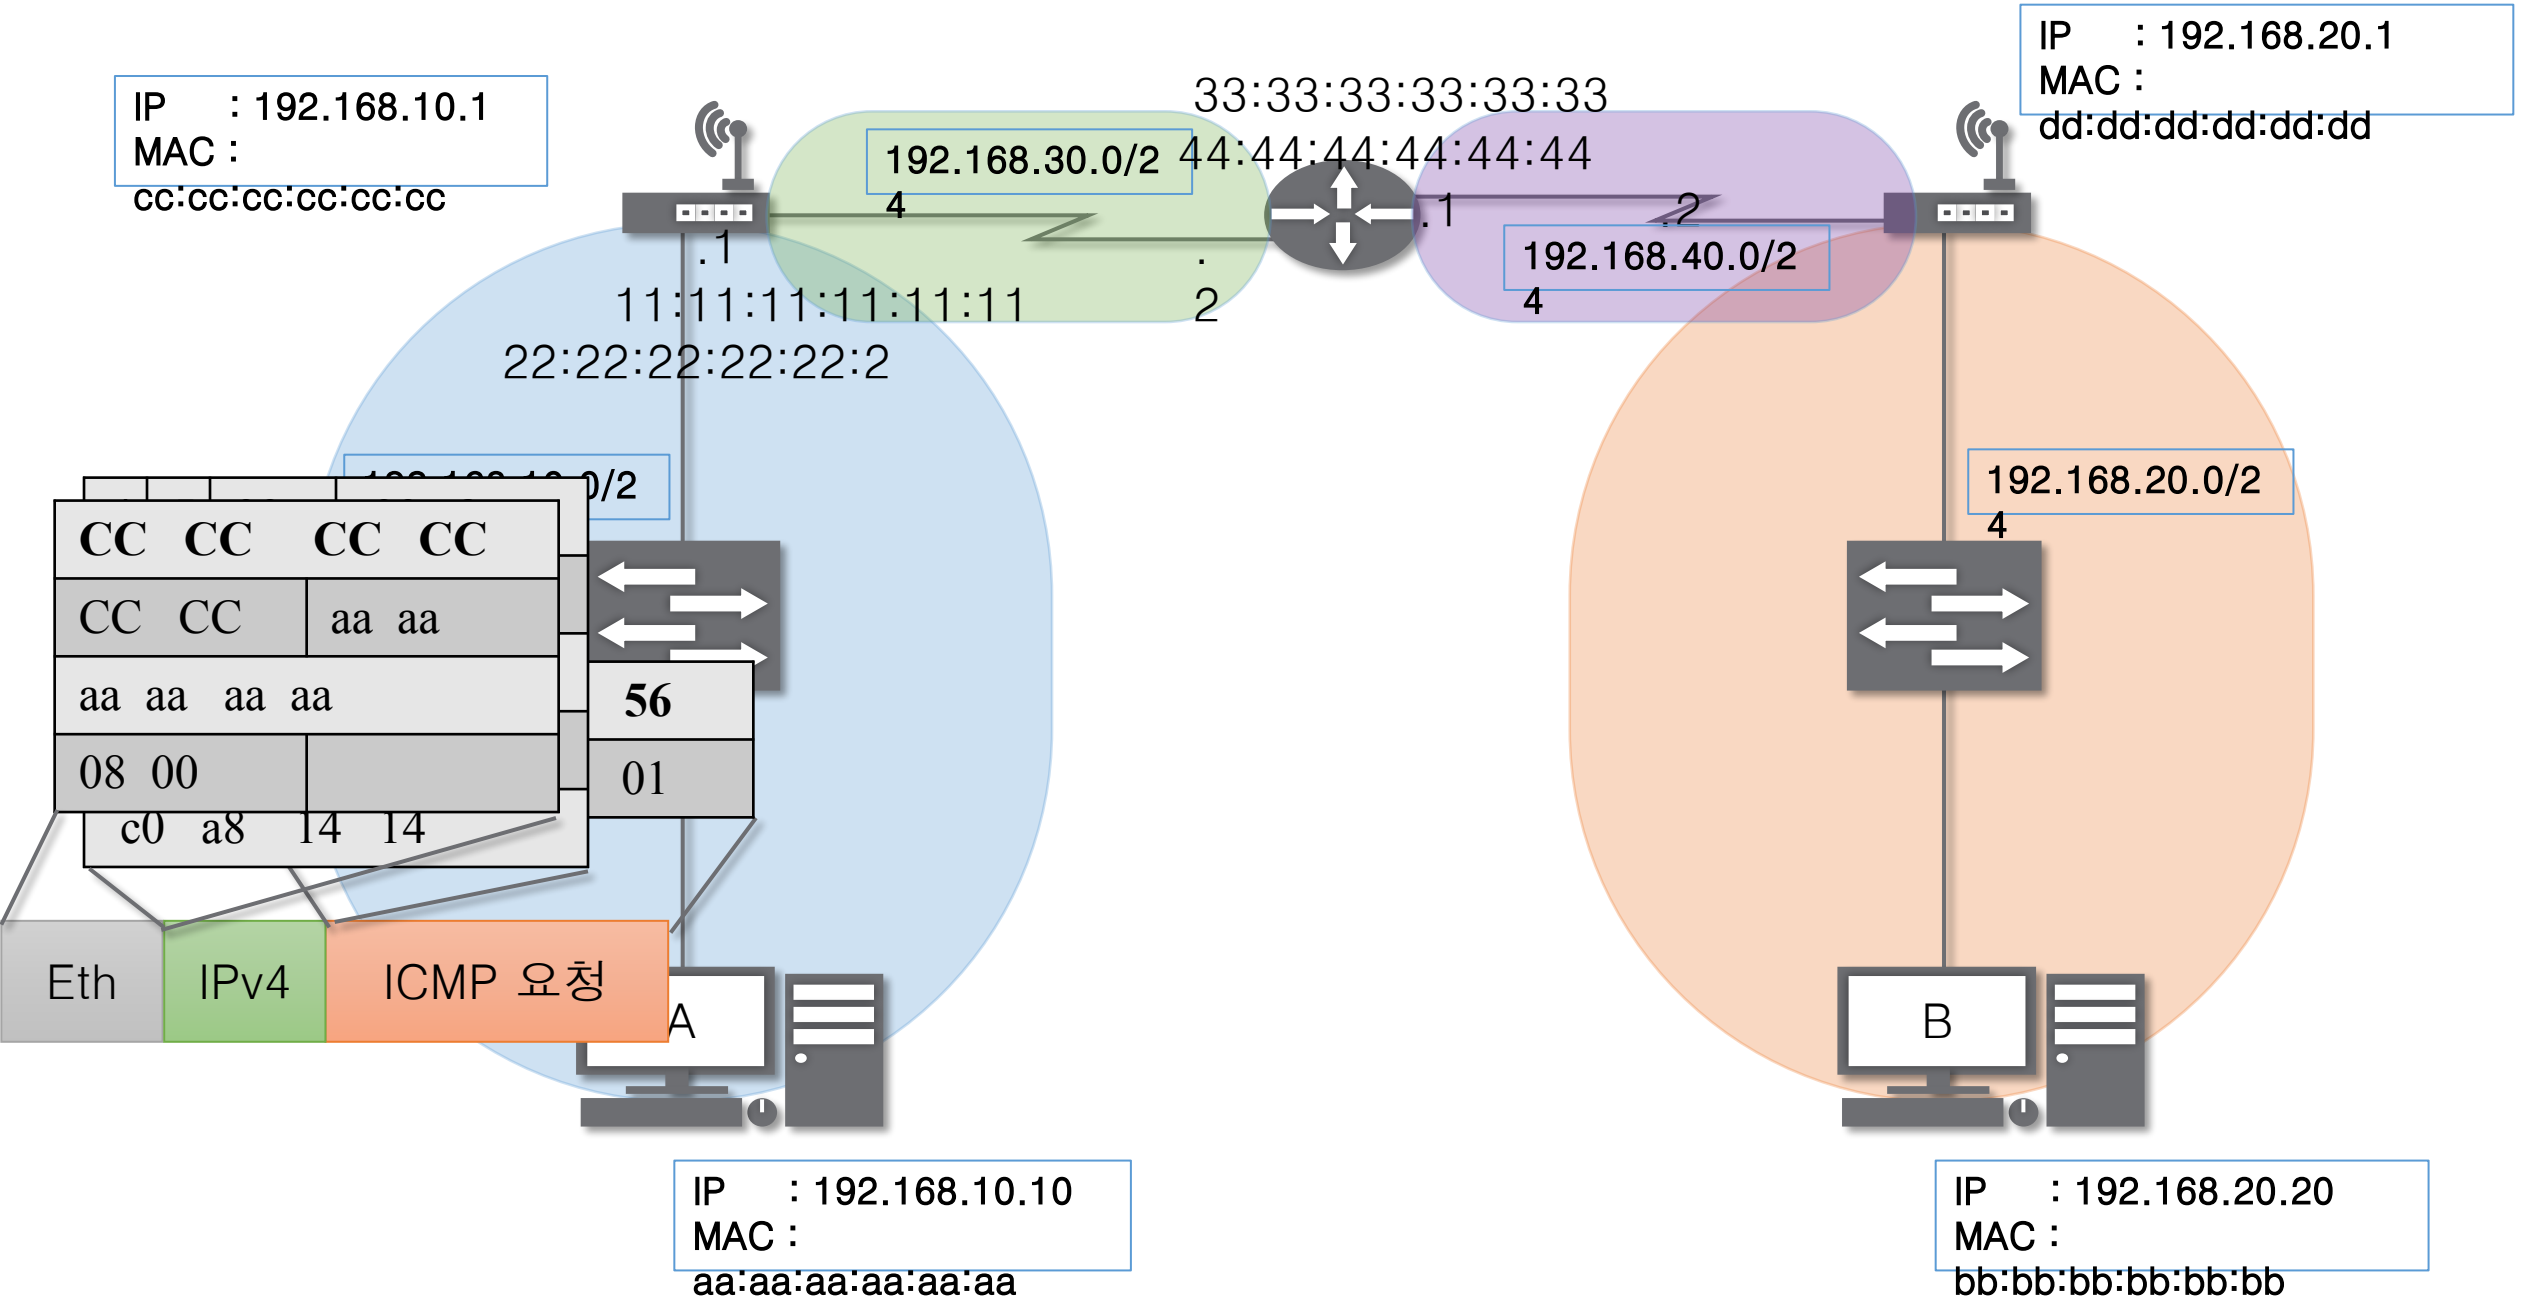 IP : 192.168.20.1
MAC :
dd:dd:dd:dd:dd:dd
IP : 192.168.10.1
MAC :
cc:cc:cc:cc:cc:cc
33:33:33:33:33:33
44:44:44:44:44:44
192.168.30.0/2
4
.1
.2
.1
.
2
192.168.40.0/2
4
11:11:11:11:11:11
22:22:22:22:22:2
0/2
192.168.20.0/2
4
CC CC CC CC
CC CC aa aa
aa aa aa aa
08 00
56
01
c0 a8 14 14
Eth
IPv4
ICMP 요청
A
B
IP : 192.168.10.10
MAC :
aa:aa:aa:aa:aa:aa
IP : 192.168.20.20
MAC :
bb:bb:bb:bb:bb:bb